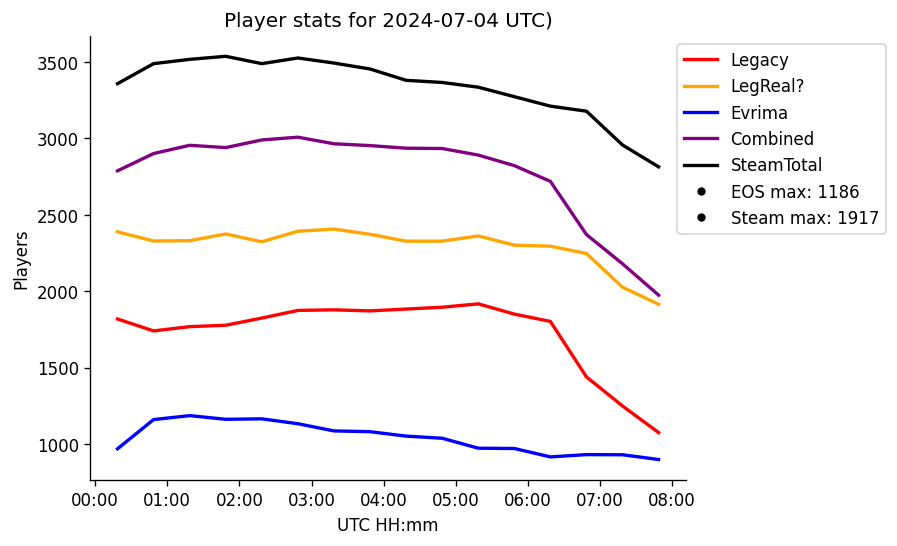 Player stats for 2024-07-04 UTC)
Legacy
LegReal?
Evrima
Combined
SteamTotal
EOS max: 1186
Steam max: 1917
3500
3000
2500
2000
1500
1000
Players
00:00 01:00 02:00 03:00 04:00 05:00 06:00 07:00 08:00
UTC HH:mm